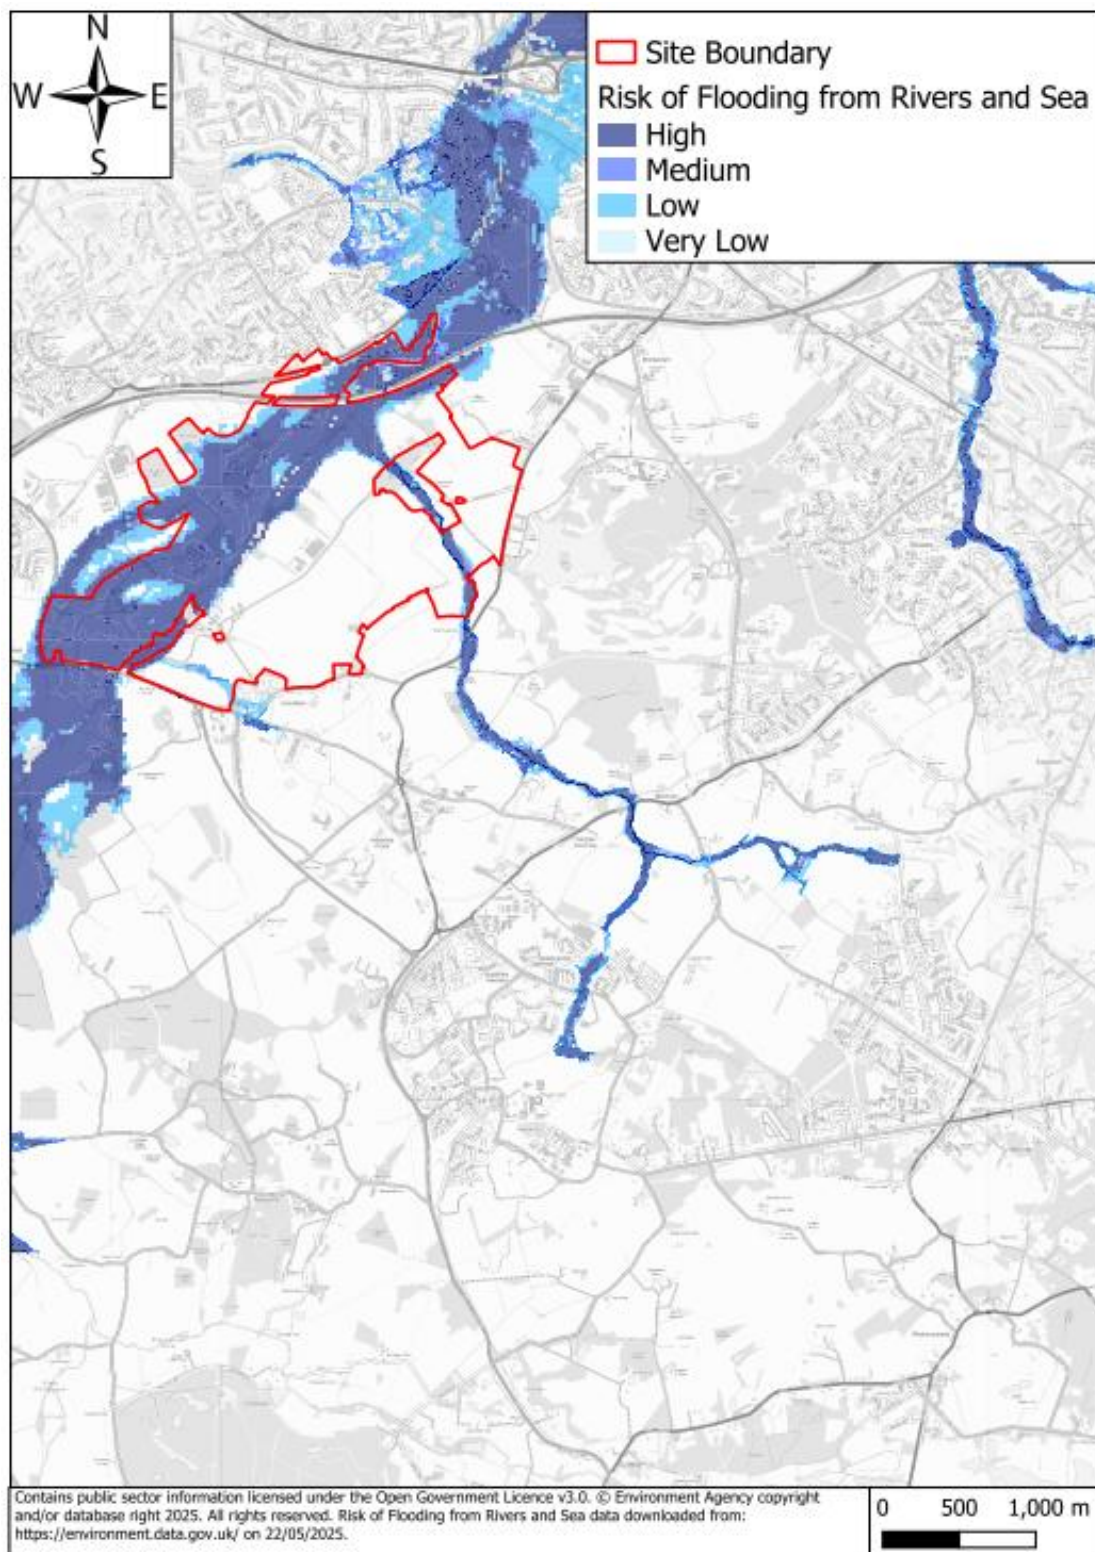 N
W E
S
Site Boundary
Risk of Flooding from Rivers and Sea
High
Medium
Low
Very Low
Contains public sector information licensed under the Open Government Licence v3.0. © Environment Agency copyright
and/or database right 2025. All rights reserved. Risk of Flooding from Rivers and Sea data downloaded from:
https://environment.data.gov.uk/ on 22/05/2025.
0 500 1,000 m